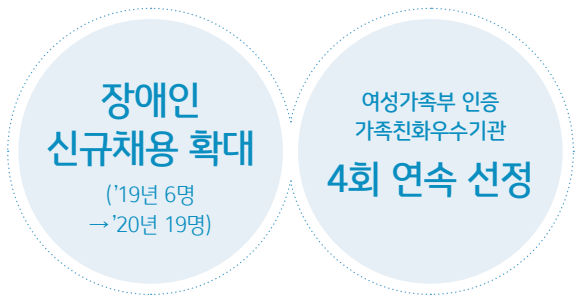 장애인
신규채용 확대
(’19년 6명
→’20년 19명)
여성가족부 인증
가족친화우수기관
4회 연속 선정